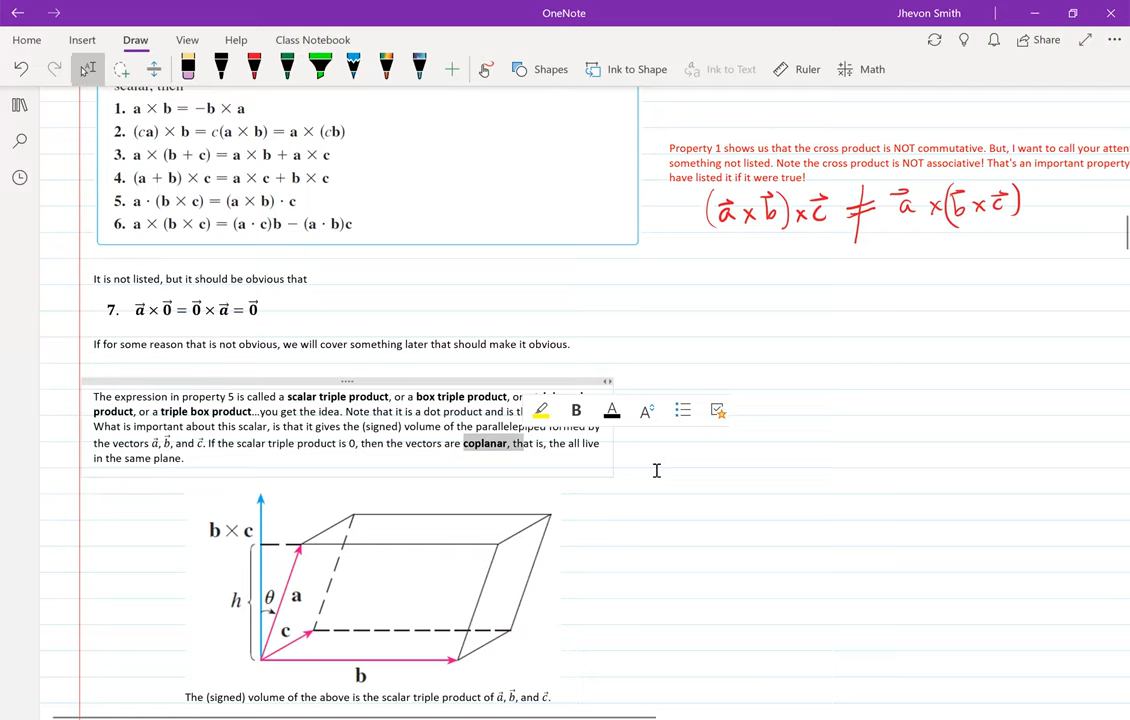 OneNote
Jhevon Smith
Home Insert Draw View Help Class Notebook
Share
Shapes Ink to Shape Ink to Text Ruler Math
scalar, then
1. a × b = −b × a
2. (ca) × b = c(a × b) = a × (cb)
3. a × (b + c) = a × b + a × c
4. (a + b) × c = a × c + b × c
5. a · (b × c) = (a × b) · c
6. a × (b × c) = (a · c)b − (a · b)c
Property 1 shows us that the cross product is NOT commutative. But, I want to call your atten
something not listed. Note the cross product is NOT associative! That's an important property
have listed it if it were true!
(a⃗ × b⃗) × c⃗ ≠ a⃗ × (b⃗ × c⃗)
It is not listed, but it should be obvious that
7. a⃗ × 0⃗ = 0⃗ × a⃗ = 0⃗
If for some reason that is not obvious, we will cover something later that should make it obvious.
The expression in property 5 is called a scalar triple product, or a box triple product, or
product, or a triple box product...you get the idea. Note that it is a dot product and is
What is important about this scalar, is that it gives the (signed) volume of the parallelepiped formed by
the vectors a⃗, b⃗, and c⃗. If the scalar triple product is 0, then the vectors are coplanar, that is, the all live
in the same plane.
B A A
b × c
θ a
h
c
b
The (signed) volume of the above is the scalar triple product of a⃗, b⃗, and c⃗.